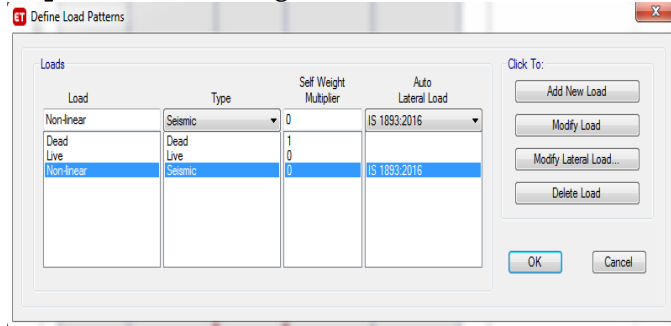 ET Define Load Patterns
Loads
Click To:
Load Type Self Weight Multiplier Auto Lateral Load
Non-linear Seismic 0 IS 1893:2016
Dead Dead 1
Live Live 0
Non-linear Seismic 0 IS 1893:2016
Add New Load
Modify Load
Modify Lateral Load...
Delete Load
OK Cancel